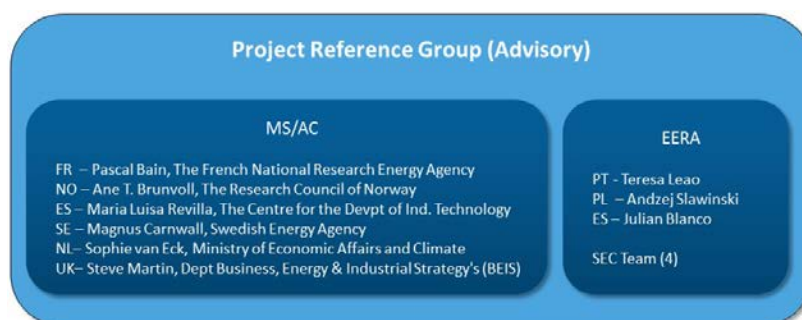 Project Reference Group (Advisory)
MS/AC
FR – Pascal Bain, The French National Research Energy Agency
NO – Ane T. Brunvoll, The Research Council of Norway
ES – Maria Luisa Revilla, The Centre for the Devpt of Ind. Technology
SE – Magnus Carnwall, Swedish Energy Agency
NL– Sophie van Eck, Ministry of Economic Affairs and Climate
UK– Steve Martin, Dept Business, Energy & Industrial Strategy's (BEIS)
EERA
PT - Teresa Leao
PL – Andzej Slawinski
ES – Julian Blanco
SEC Team (4)